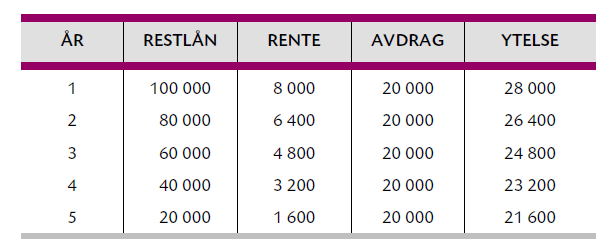 ÅR RESTLÅN RENTE AVDRAG YTELSE
1 100 000 8 000 20 000 28 000
2 80 000 6 400 20 000 26 400
3 60 000 4 800 20 000 24 800
4 40 000 3 200 20 000 23 200
5 20 000 1 600 20 000 21 600